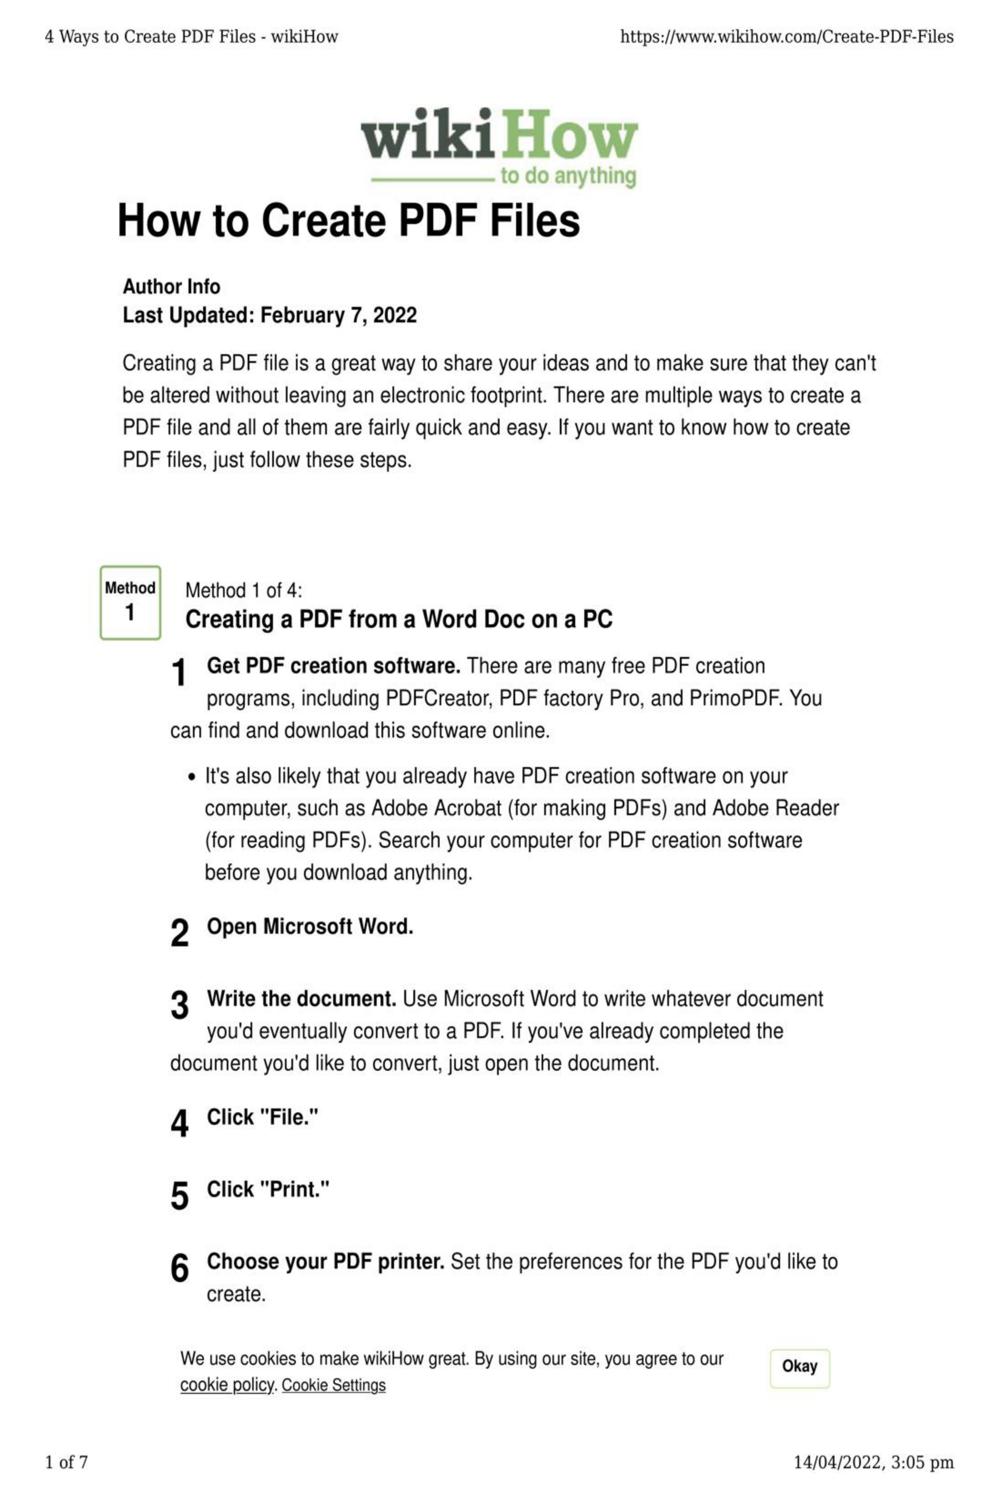 4 Ways to Create PDF Files - wikiHow https://www.wikihow.com/Create-PDF-Files
wikiHow
to do anything
How to Create PDF Files
Author Info
Last Updated: February 7, 2022
Creating a PDF file is a great way to share your ideas and to make sure that they can't
be altered without leaving an electronic footprint. There are multiple ways to create a
PDF file and all of them are fairly quick and easy. If you want to know how to create
PDF files, just follow these steps.
Method
1
Method 1 of 4:
Creating a PDF from a Word Doc on a PC
1 Get PDF creation software. There are many free PDF creation
programs, including PDFCreator, PDF factory Pro, and PrimoPDF. You
can find and download this software online.
• It's also likely that you already have PDF creation software on your
computer, such as Adobe Acrobat (for making PDFs) and Adobe Reader
(for reading PDFs). Search your computer for PDF creation software
before you download anything.
2 Open Microsoft Word.
3 Write the document. Use Microsoft Word to write whatever document
you'd eventually convert to a PDF. If you've already completed the
document you'd like to convert, just open the document.
4 Click "File."
5 Click "Print."
6 Choose your PDF printer. Set the preferences for the PDF you'd like to
create.
We use cookies to make wikiHow great. By using our site, you agree to our
cookie policy. Cookie Settings
Okay
1 of 7 14/04/2022, 3:05 pm